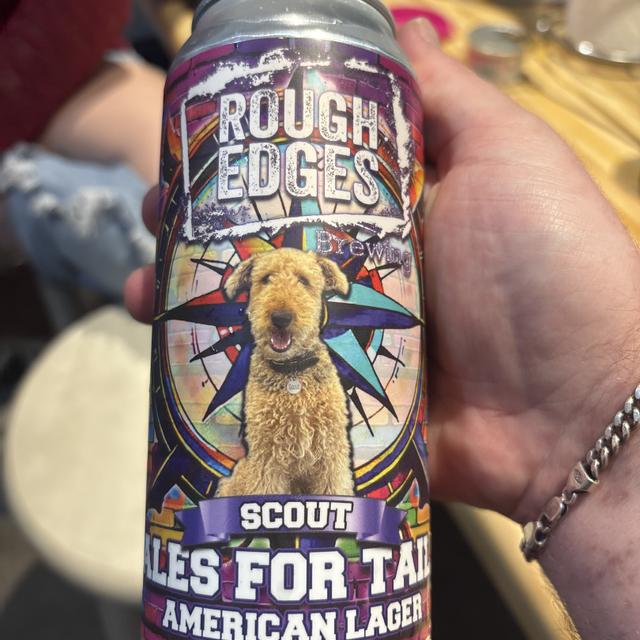 ROUGH
EDGES
Brewing
SCOUT
ALES FOR TAI
AMERICAN LAGER